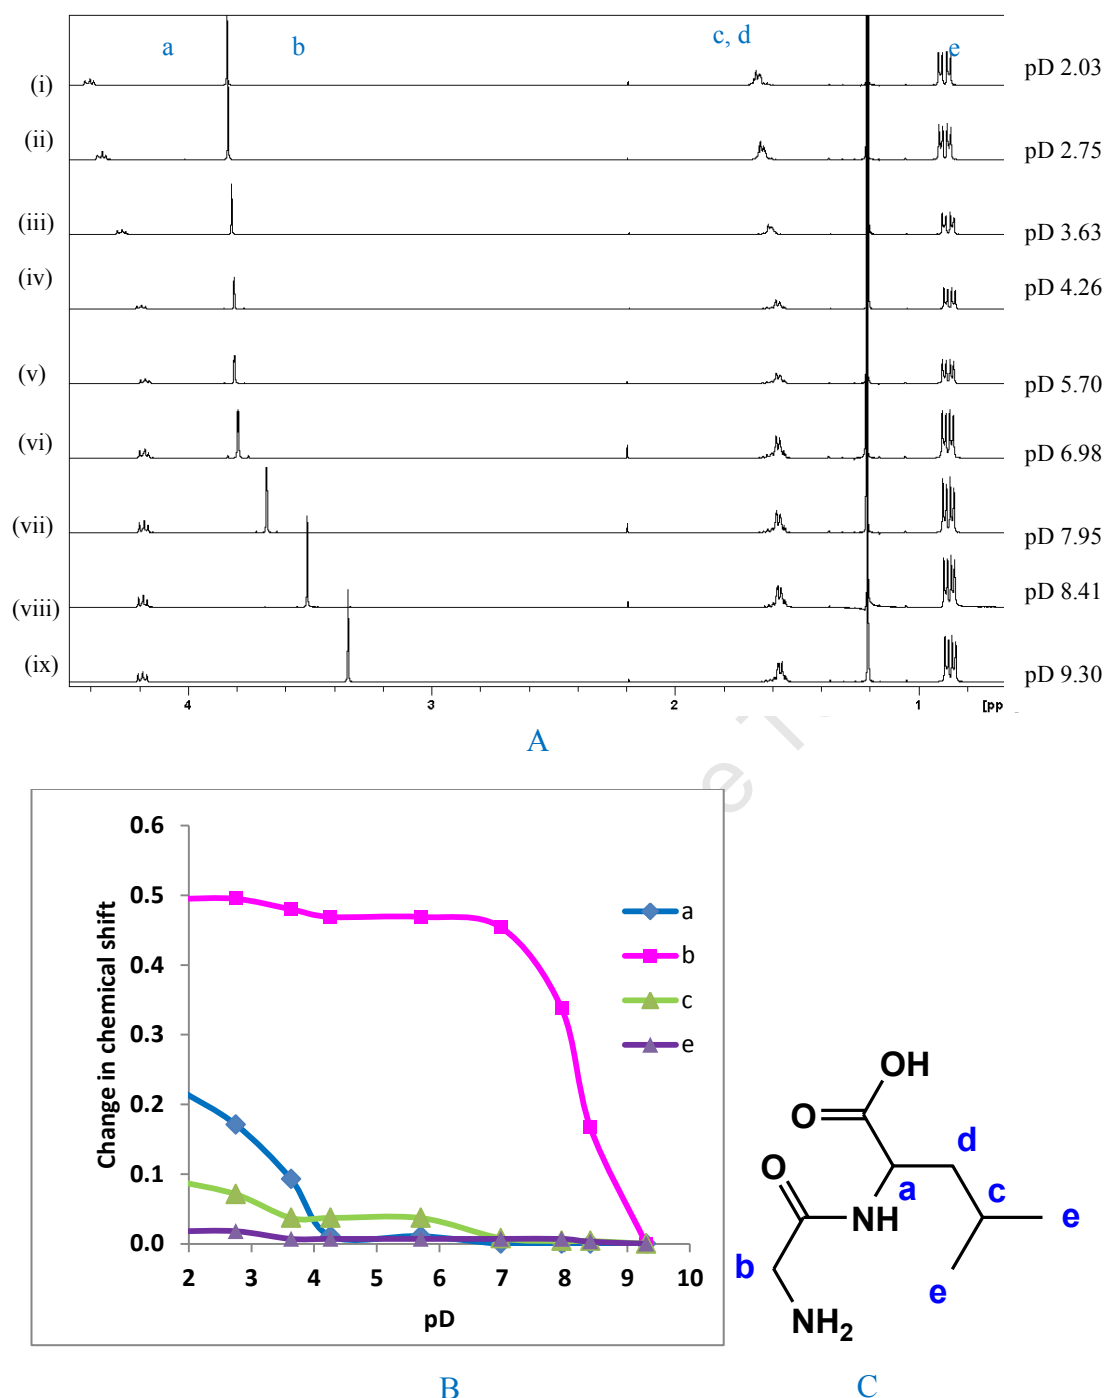 a b c, d e
(i) pD 2.03
(ii) pD 2.75
(iii) pD 3.63
(iv) pD 4.26
(v) pD 5.70
(vi) pD 6.98
(vii) pD 7.95
(viii) pD 8.41
(ix) pD 9.30
4 3 2 1 [pp
A
0.6
0.5
0.4
0.3
0.2
0.1
0.0
Change in chemical shift
a
b
c
e
2 3 4 5 6 7 8 9 10
pD
B
OH
O
d
O
a
c
NH
e
b
e
NH2
C